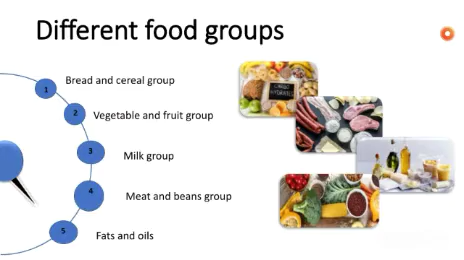 Different food groups
1
Bread and cereal group
2
Vegetable and fruit group
3
Milk group
4
Meat and beans group
5
Fats and oils